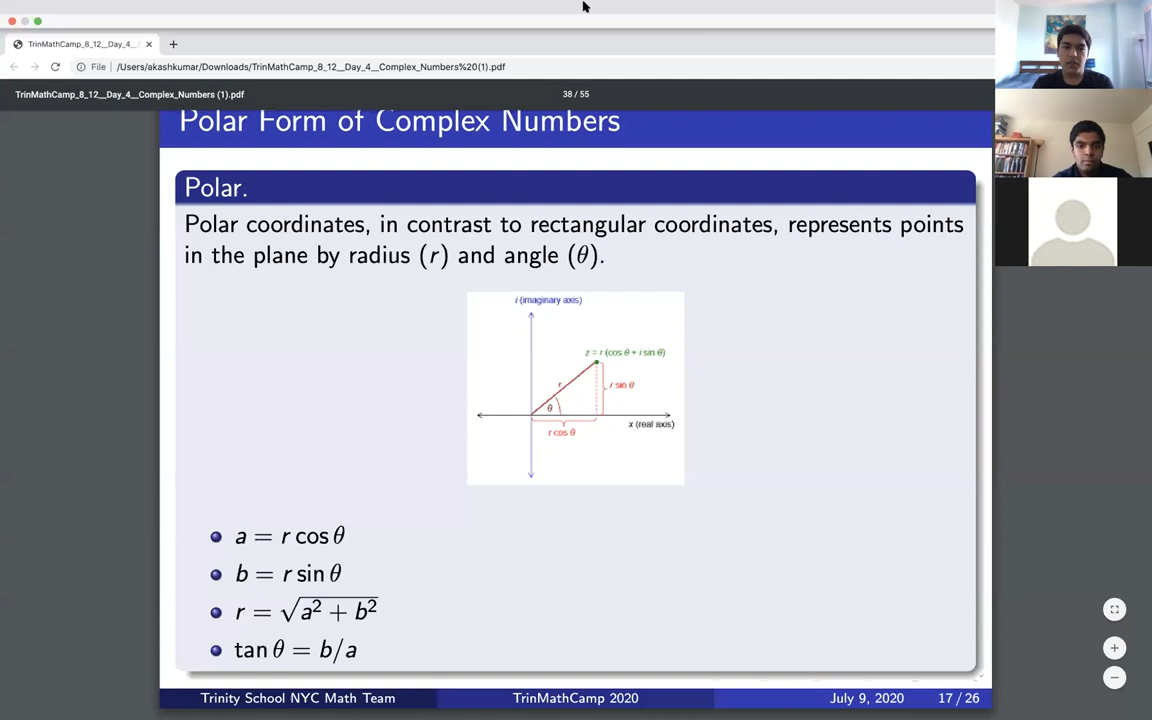 TrinMathCamp_8_12__Day_4__
File
/Users/akashkumar/Downloads/TrinMathCamp_8_12__Day_4__Complex_Numbers%20(1).pdf
TrinMathCamp_8_12__Day_4__Complex_Numbers (1).pdf
38 / 55
Polar Form of Complex Numbers
Polar.
Polar coordinates, in contrast to rectangular coordinates, represents points
in the plane by radius (r) and angle (θ).
i (imaginary axis)
z = r (cos θ + i sin θ)
r
r sin θ
θ
x (real axis)
r cos θ
a = r cos θ
b = r sin θ
r = √a² + b²
tan θ = b/a
Trinity School NYC Math Team
TrinMathCamp 2020
July 9, 2020
17 / 26